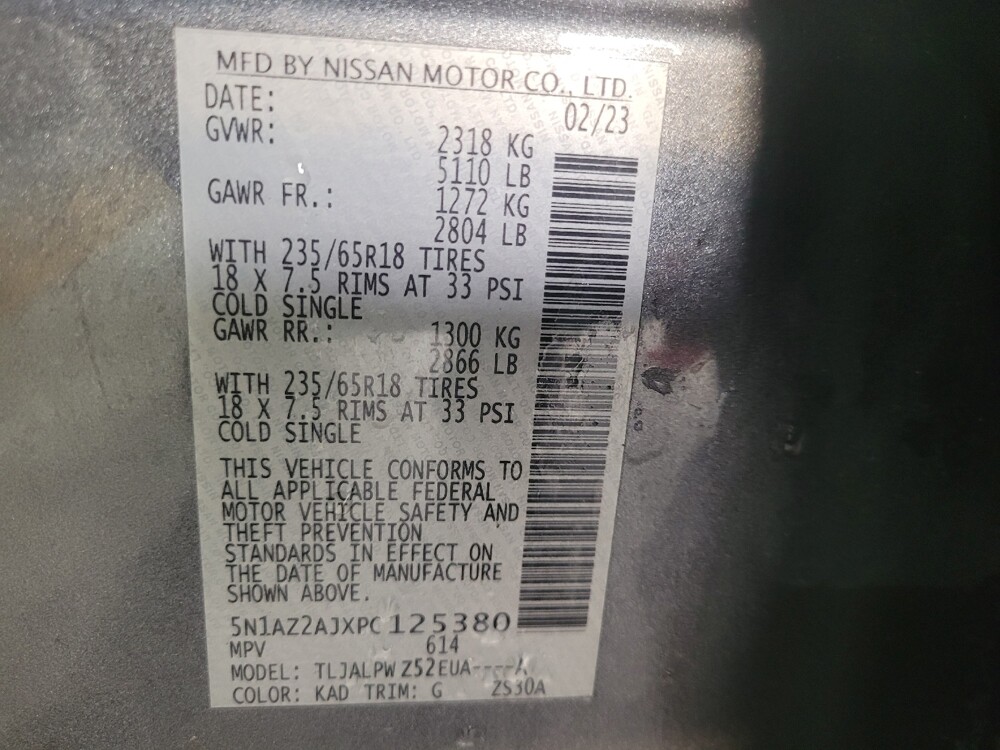 MFD BY NISSAN MOTOR CO., LTD.
DATE: 02/23
GVWR: 2318 KG
5110 LB
GAWR FR.: 1272 KG
2804 LB
WITH 235/65R18 TIRES
18 X 7.5 RIMS AT 33 PSI
COLD SINGLE
GAWR RR.: 1300 KG
2866 LB
WITH 235/65R18 TIRES
18 X 7.5 RIMS AT 33 PSI
COLD SINGLE
THIS VEHICLE CONFORMS TO
ALL APPLICABLE FEDERAL
MOTOR VEHICLE SAFETY AND
THEFT PREVENTION
STANDARDS IN EFFECT ON
THE DATE OF MANUFACTURE
SHOWN ABOVE.
5N1AZ2AJXPC125380
MPV 614
MODEL: TLJALPWZ52EUA----A
COLOR: KAD TRIM: G ZS30A